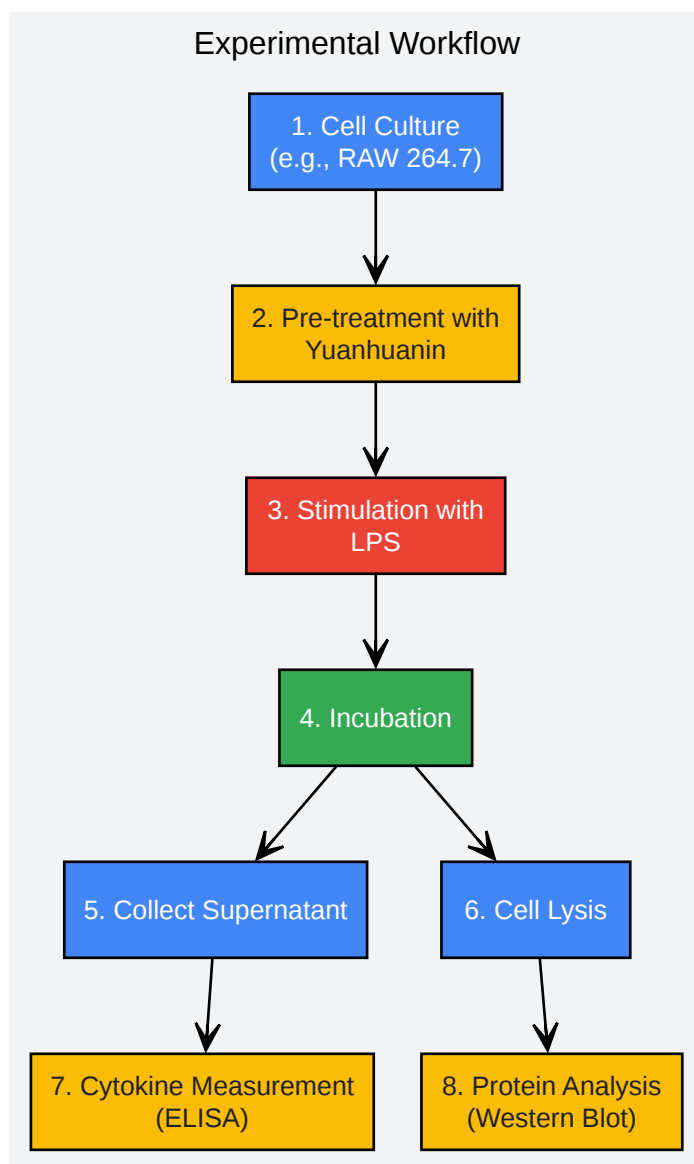 Experimental Workflow
1. Cell Culture
(e.g., RAW 264.7)
2. Pre-treatment with
Yuanhuanin
3. Stimulation with
LPS
4. Incubation
5. Collect Supernatant
6. Cell Lysis
7. Cytokine Measurement
(ELISA)
8. Protein Analysis
(Western Blot)